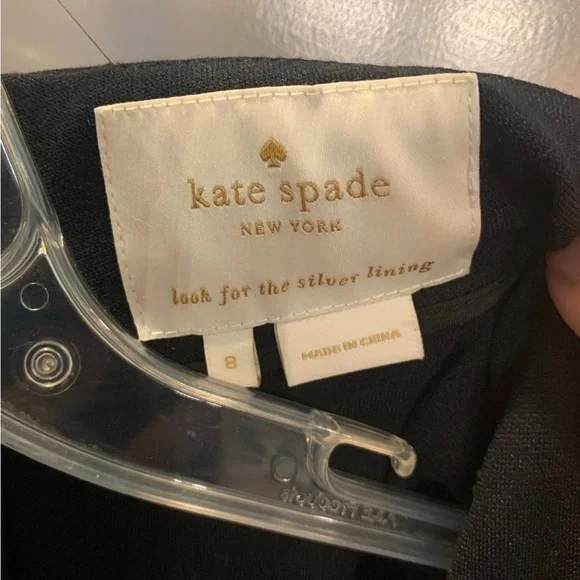 kate spade
NEW YORK
look for the silver lining
8
MADE IN CHINA